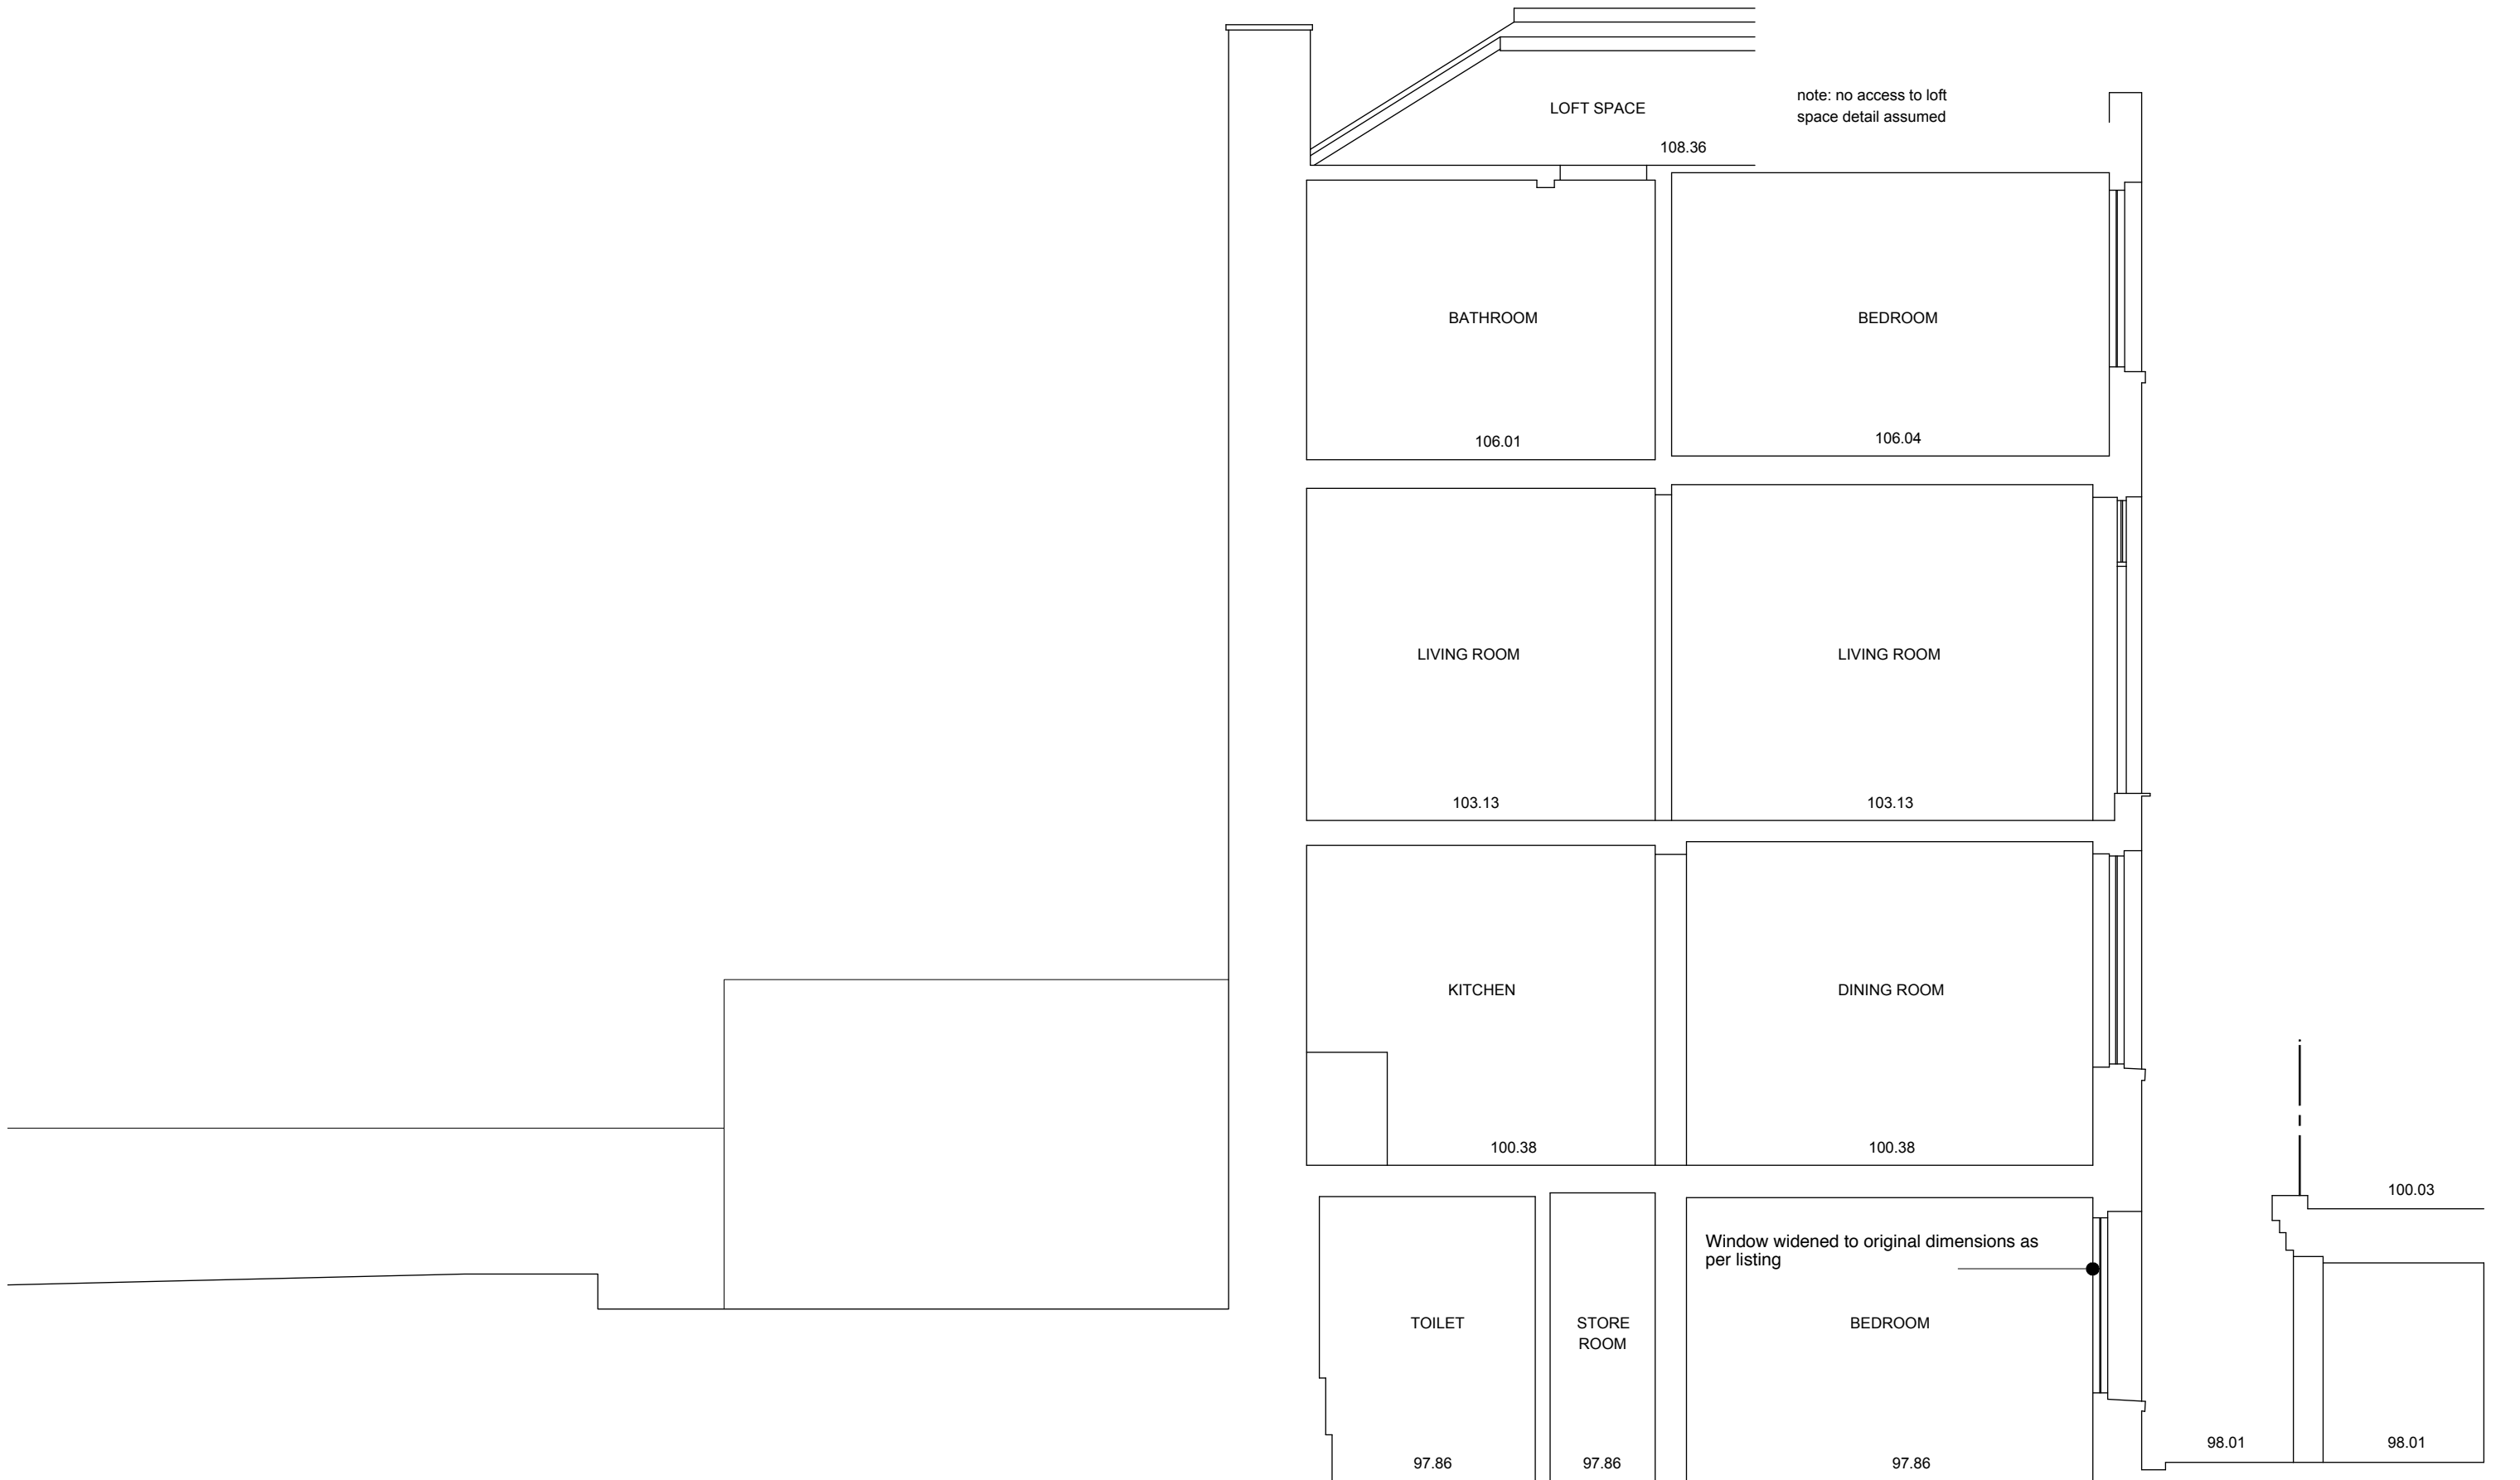 note: no access to loft
space detail assumed
LOFT SPACE
108.36
BATHROOM
BEDROOM
106.01
106.04
LIVING ROOM
LIVING ROOM
103.13
103.13
KITCHEN
DINING ROOM
100.38
100.38
100.03
Window widened to original dimensions as
per listing
TOILET
STORE
ROOM
BEDROOM
98.01
98.01
97.86
97.86
97.86